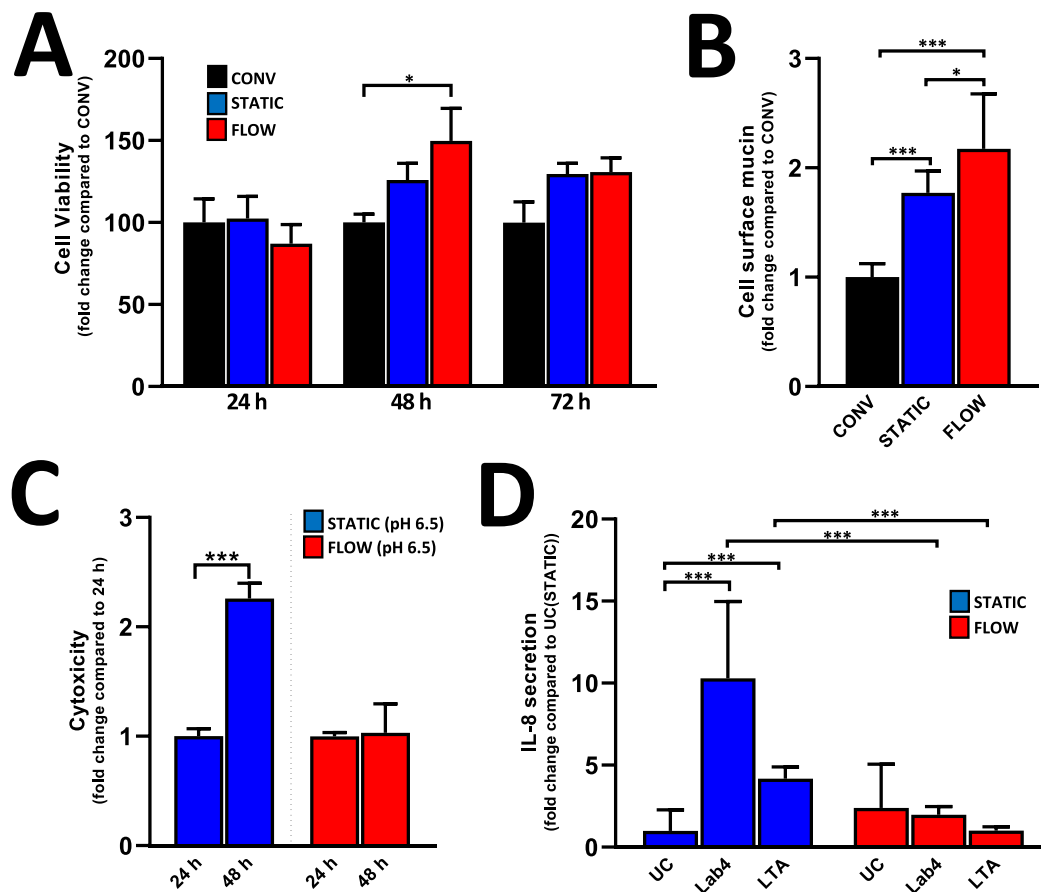 A
Cell Viability
(fold change compared to CONV)
200
150
100
50
0
CONV
STATIC
FLOW
*
24 h
48 h
72 h
B
Cell surface mucin
(fold change compared to CONV)
3
2
1
0
***
*
***
CONV
STATIC
FLOW
C
Cytoxicity
(fold change compared to 24 h)
3
2
1
0
***
STATIC (pH 6.5)
FLOW (pH 6.5)
24 h
48 h
24 h
48 h
D
IL-8 secretion
(fold change compared to UC(STATIC))
20
15
10
5
0
***
***
***
***
STATIC
FLOW
UC
Lab4
LTA
UC
Lab4
LTA